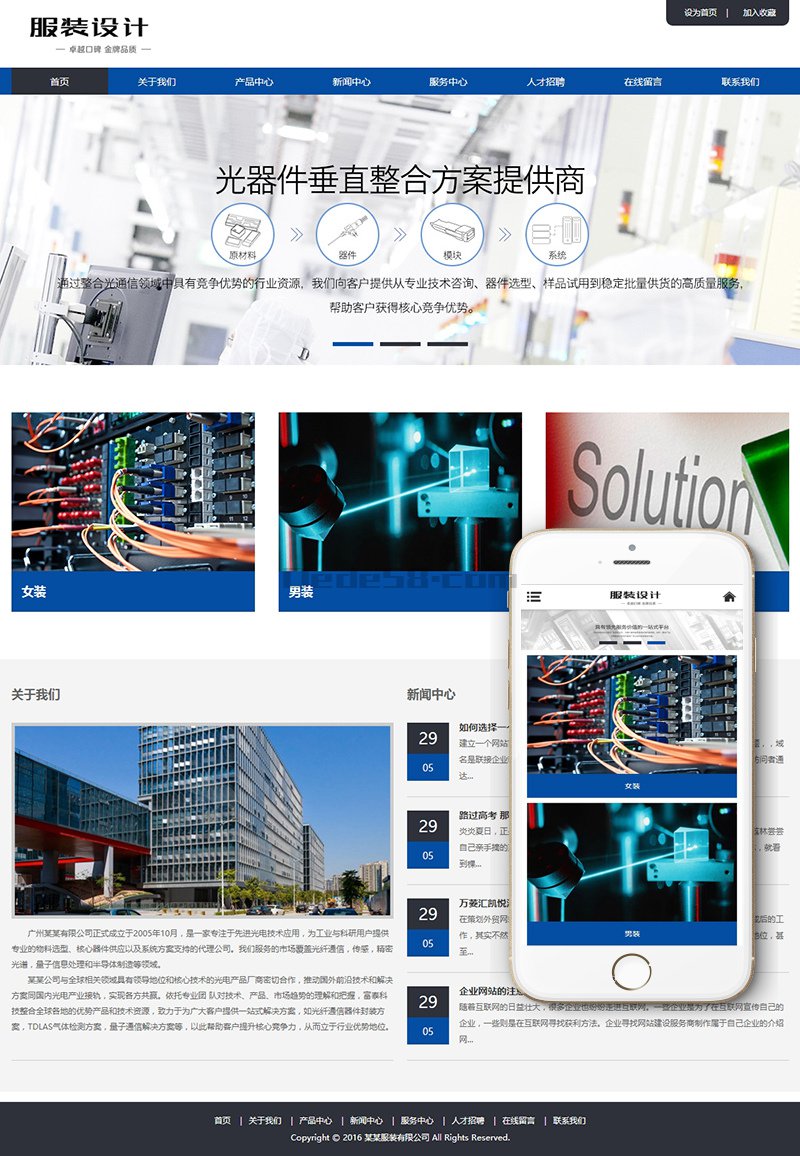 设为首页 | 加入收藏
服装设计
卓越口碑 金牌品质
首页 关于我们 产品中心 新闻中心 服务中心 人才招聘 在线留言 联系我们
光器件垂直整合方案提供商
原材料 器件 模块 系统
通过整合光通信领域中具有竞争优势的行业资源，我们向客户提供从专业技术咨询、器件选型、样品试用到稳定批量供货的高质量服务，
帮助客户获得核心竞争优势。
Solution
女装
男装
dede58.com
服装设计
女装
男装
关于我们
广州某某有限公司正式成立于2005年10月，是一家专注于先进光电技术应用，为工业与科研用户提供
专业的物料选型、核心器件供应以及系统方案支持的代理公司。我们服务的市场覆盖光纤通信，传感，精密
光谱，量子信息处理和半导体制造等领域。
某某公司与全球相关领域具有领导地位和核心技术的光电产品厂商密切合作，推动国外前沿技术和解决
方案同国内光电产业接轨，实现各方共赢。依托专业团 队对技术、产品、市场趋势的理解和把握，富泰科
技整合全球各地的优势产品和技术资源，致力于为广大客户提供一站式解决方案，如光纤通信器件封装方
案，TDLAS气体检测方案，量子通信解决方案等，以此帮助客户提升核心竞争力，从而立于行业优势地位。
新闻中心
29
05
如何选择一
建立一个网站 ，域
名是联接企业 访问者通
达...
29
05
路过高考 那
炎炎夏日，正 林尝尝
自己亲手摘的 ，就看
到棵...
29
05
万菱汇凯悦
在策划外贸网 后的工
作，其实不然 地位，甚
至...
29
05
企业网站的注
随着互联网的日益壮大，很多企业也纷纷走进互联网。一些企业是为了在互联网宣传自己的
企业，一些则是在互联网寻找获利方法。企业寻找网站建设服务商制作属于自己企业的介绍
网...
首页 | 关于我们 | 产品中心 | 新闻中心 | 服务中心 | 人才招聘 | 在线留言 | 联系我们
Copyright © 2016 某某服装有限公司 All Rights Reserved.